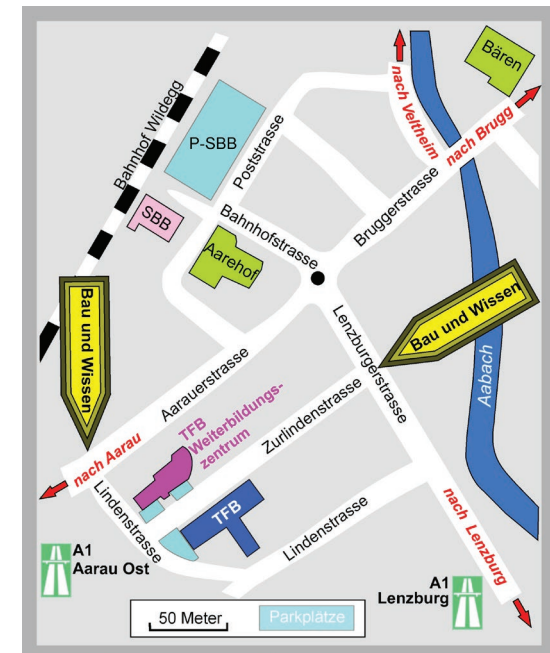 Bären
nach Veltheim
nach Brugg
Bahnhof Wildegg
P-SBB
Poststrasse
Bruggerstrasse
SBB
Bahnhofstrasse
Aarehof
Bau und Wissen
Bau und Wissen
Aabach
Aarauerstrasse
Lenzburgerstrasse
TFB
Weiterbildungs-
zentrum
Zurlindenstrasse
nach Aarau
Lindenstrasse
TFB
Lindenstrasse
nach Lenzburg
A1
Aarau Ost
A1
Lenzburg
50 Meter
Parkplätze